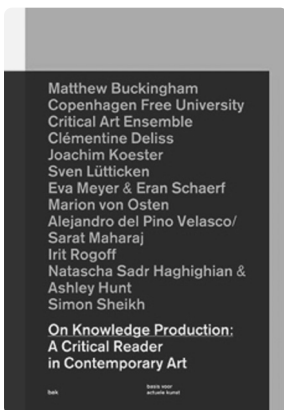 Matthew Buckingham
Copenhagen Free University
Critical Art Ensemble
Clémentine Deliss
Joachim Koester
Sven Lütticken
Eva Meyer & Eran Schaerf
Marion von Osten
Alejandro del Pino Velasco/
Sarat Maharaj
Irit Rogoff
Natascha Sadr Haghighian &
Ashley Hunt
Simon Sheikh
On Knowledge Production:
A Critical Reader
in Contemporary Art
bak
basis voor
actuele kunst